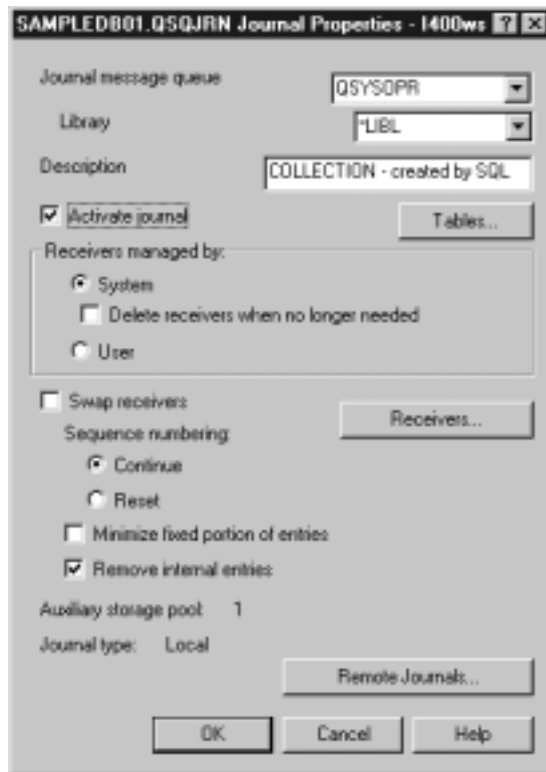 SAMPLEDB01.QSQJRN Journal Properties - I400ws
Journal message queue QSYSOPR
Library *LIBL
Description COLLECTION - created by SQL
Activate journal Tables...
Receivers managed by:
System
Delete receivers when no longer needed
User
Swap receivers Receivers...
Sequence numbering:
Continue
Reset
Minimize fixed portion of entries
Remove internal entries
Auxiliary storage pool: 1
Journal type: Local
Remote Journals...
OK Cancel Help